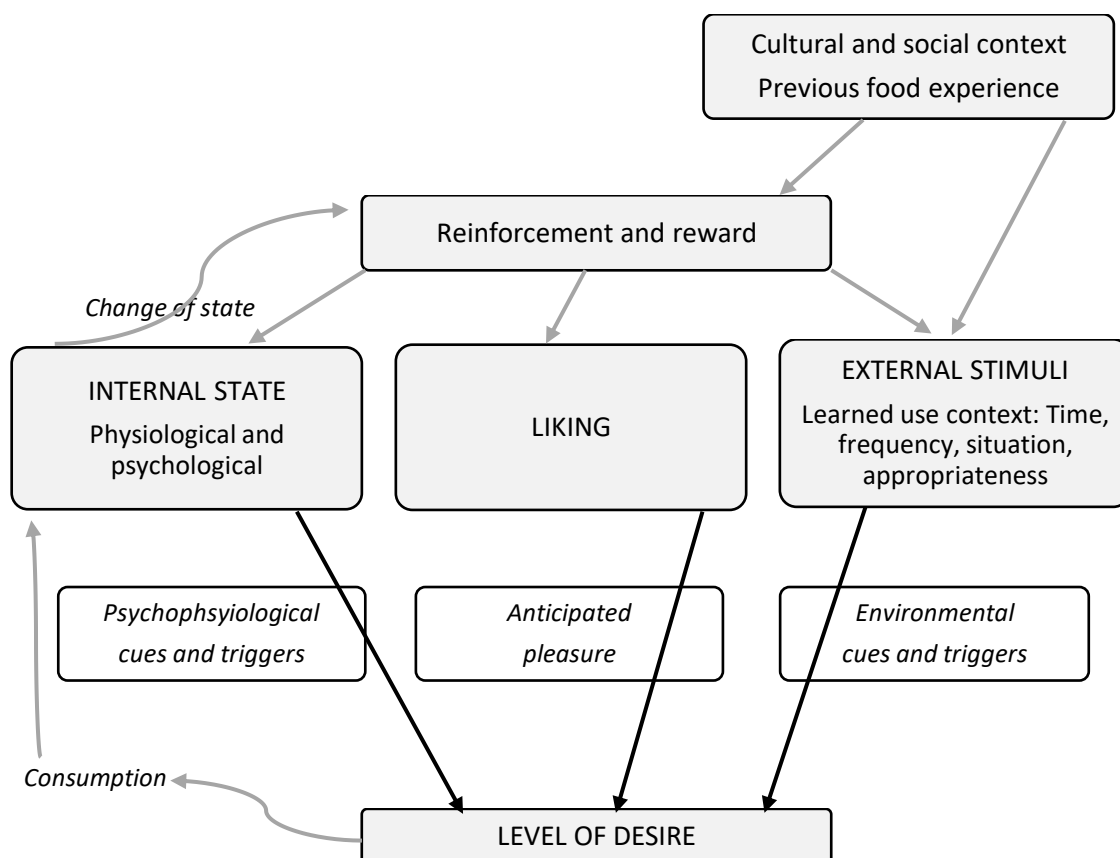 Cultural and social context
Previous food experience
Reinforcement and reward
Change of state
INTERNAL STATE
Physiological and
psychological
LIKING
EXTERNAL STIMULI
Learned use context: Time,
frequency, situation,
appropriateness
Psychophsyiological
cues and triggers
Anticipated
pleasure
Environmental
cues and triggers
Consumption
LEVEL OF DESIRE